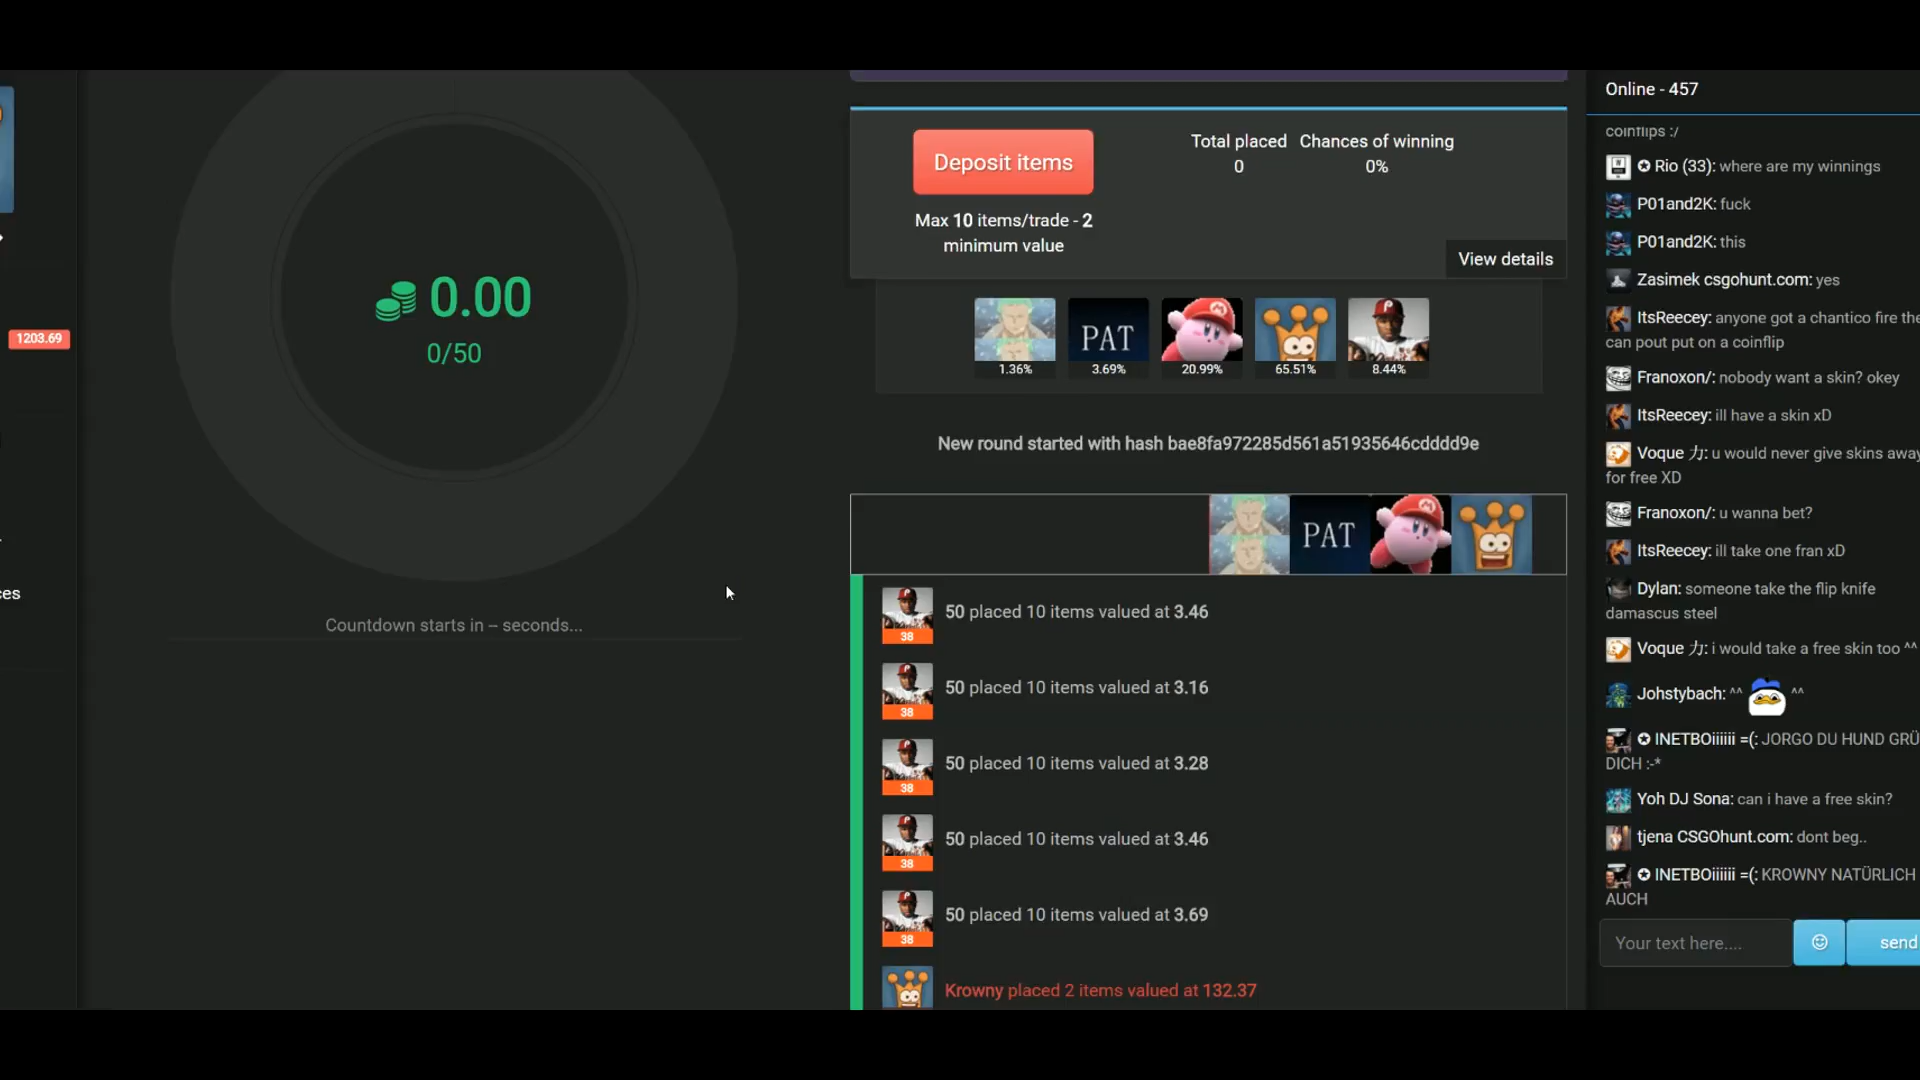 1203.69
ces
0.00
0/50
Countdown starts in – seconds...
Deposit items
Max 10 items/trade - 2
minimum value
Total placed
0
Chances of winning
0%
View details
PAT
1.36%
3.69%
20.99%
65.51%
8.44%
New round started with hash bae8fa972285d561a51935646cdddd9e
PAT
50 placed 10 items valued at 3.46
38
50 placed 10 items valued at 3.16
38
50 placed 10 items valued at 3.28
38
50 placed 10 items valued at 3.46
38
50 placed 10 items valued at 3.69
38
Krowny placed 2 items valued at 132.37
Online - 457
coinflips :/
✪ Rio (33): where are my winnings
P01and2K: fuck
P01and2K: this
Zasimek csgohunt.com: yes
ItsReecey: anyone got a chantico fire the
can pout put on a coinflip
Franoxon/: nobody want a skin? okey
ItsReecey: ill have a skin xD
Voque 力: u would never give skins away
for free XD
Franoxon/: u wanna bet?
ItsReecey: ill take one fran xD
Dylan: someone take the flip knife
damascus steel
Voque 力: i would take a free skin too ^^
Johstybach: ^^ ^^
✪ INETBOiiiiii =(: JORGO DU HUND GRÜ
DICH :-*
Yoh DJ Sona: can i have a free skin?
tjena CSGOhunt.com: dont beg..
✪ INETBOiiiiii =(: KROWNY NATÜRLICH
AUCH
Your text here....
send